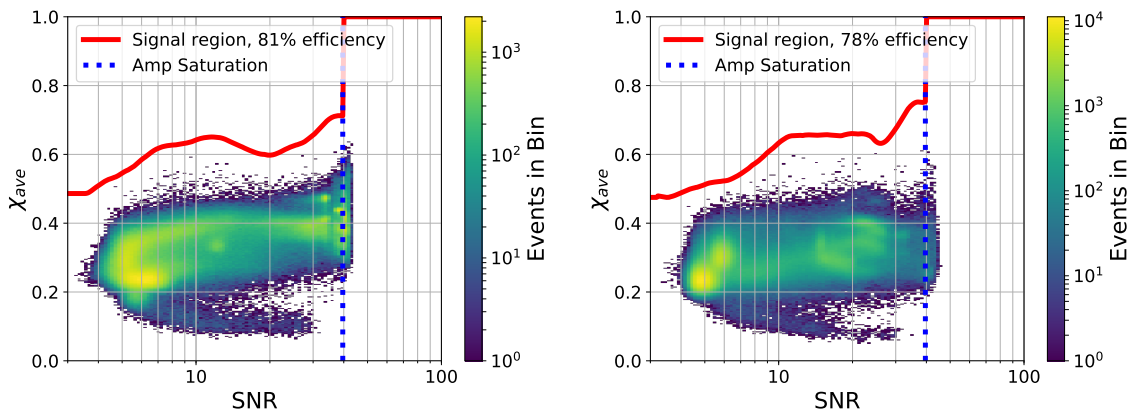 Signal region, 81% efficiency
Amp Saturation
1.0
0.8
0.6
0.4
0.2
0.0
χ_ave
10
100
SNR
10^3
10^2
10^1
10^0
Events in Bin
Signal region, 78% efficiency
Amp Saturation
1.0
0.8
0.6
0.4
0.2
0.0
χ_ave
10
100
SNR
10^4
10^3
10^2
10^1
10^0
Events in Bin